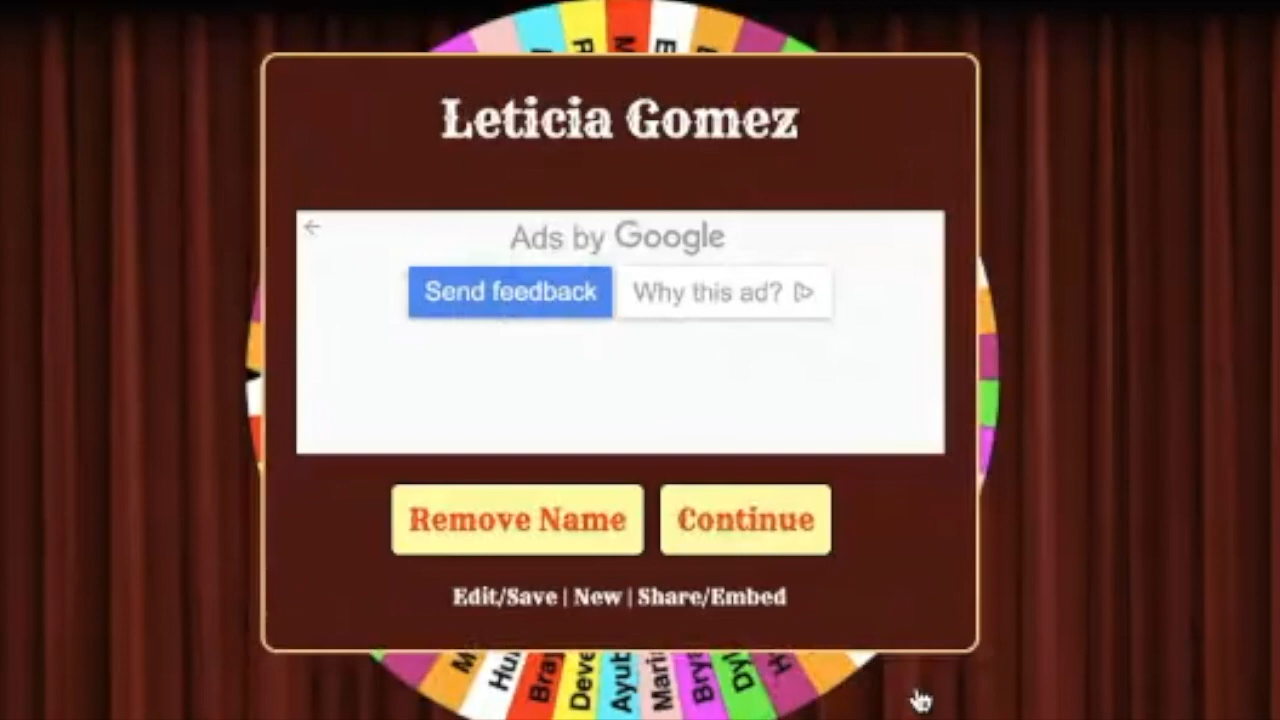 Leticia Gomez
Ads by Google
Send feedback
Why this ad?
Remove Name
Continue
Edit/Save | New | Share/Embed